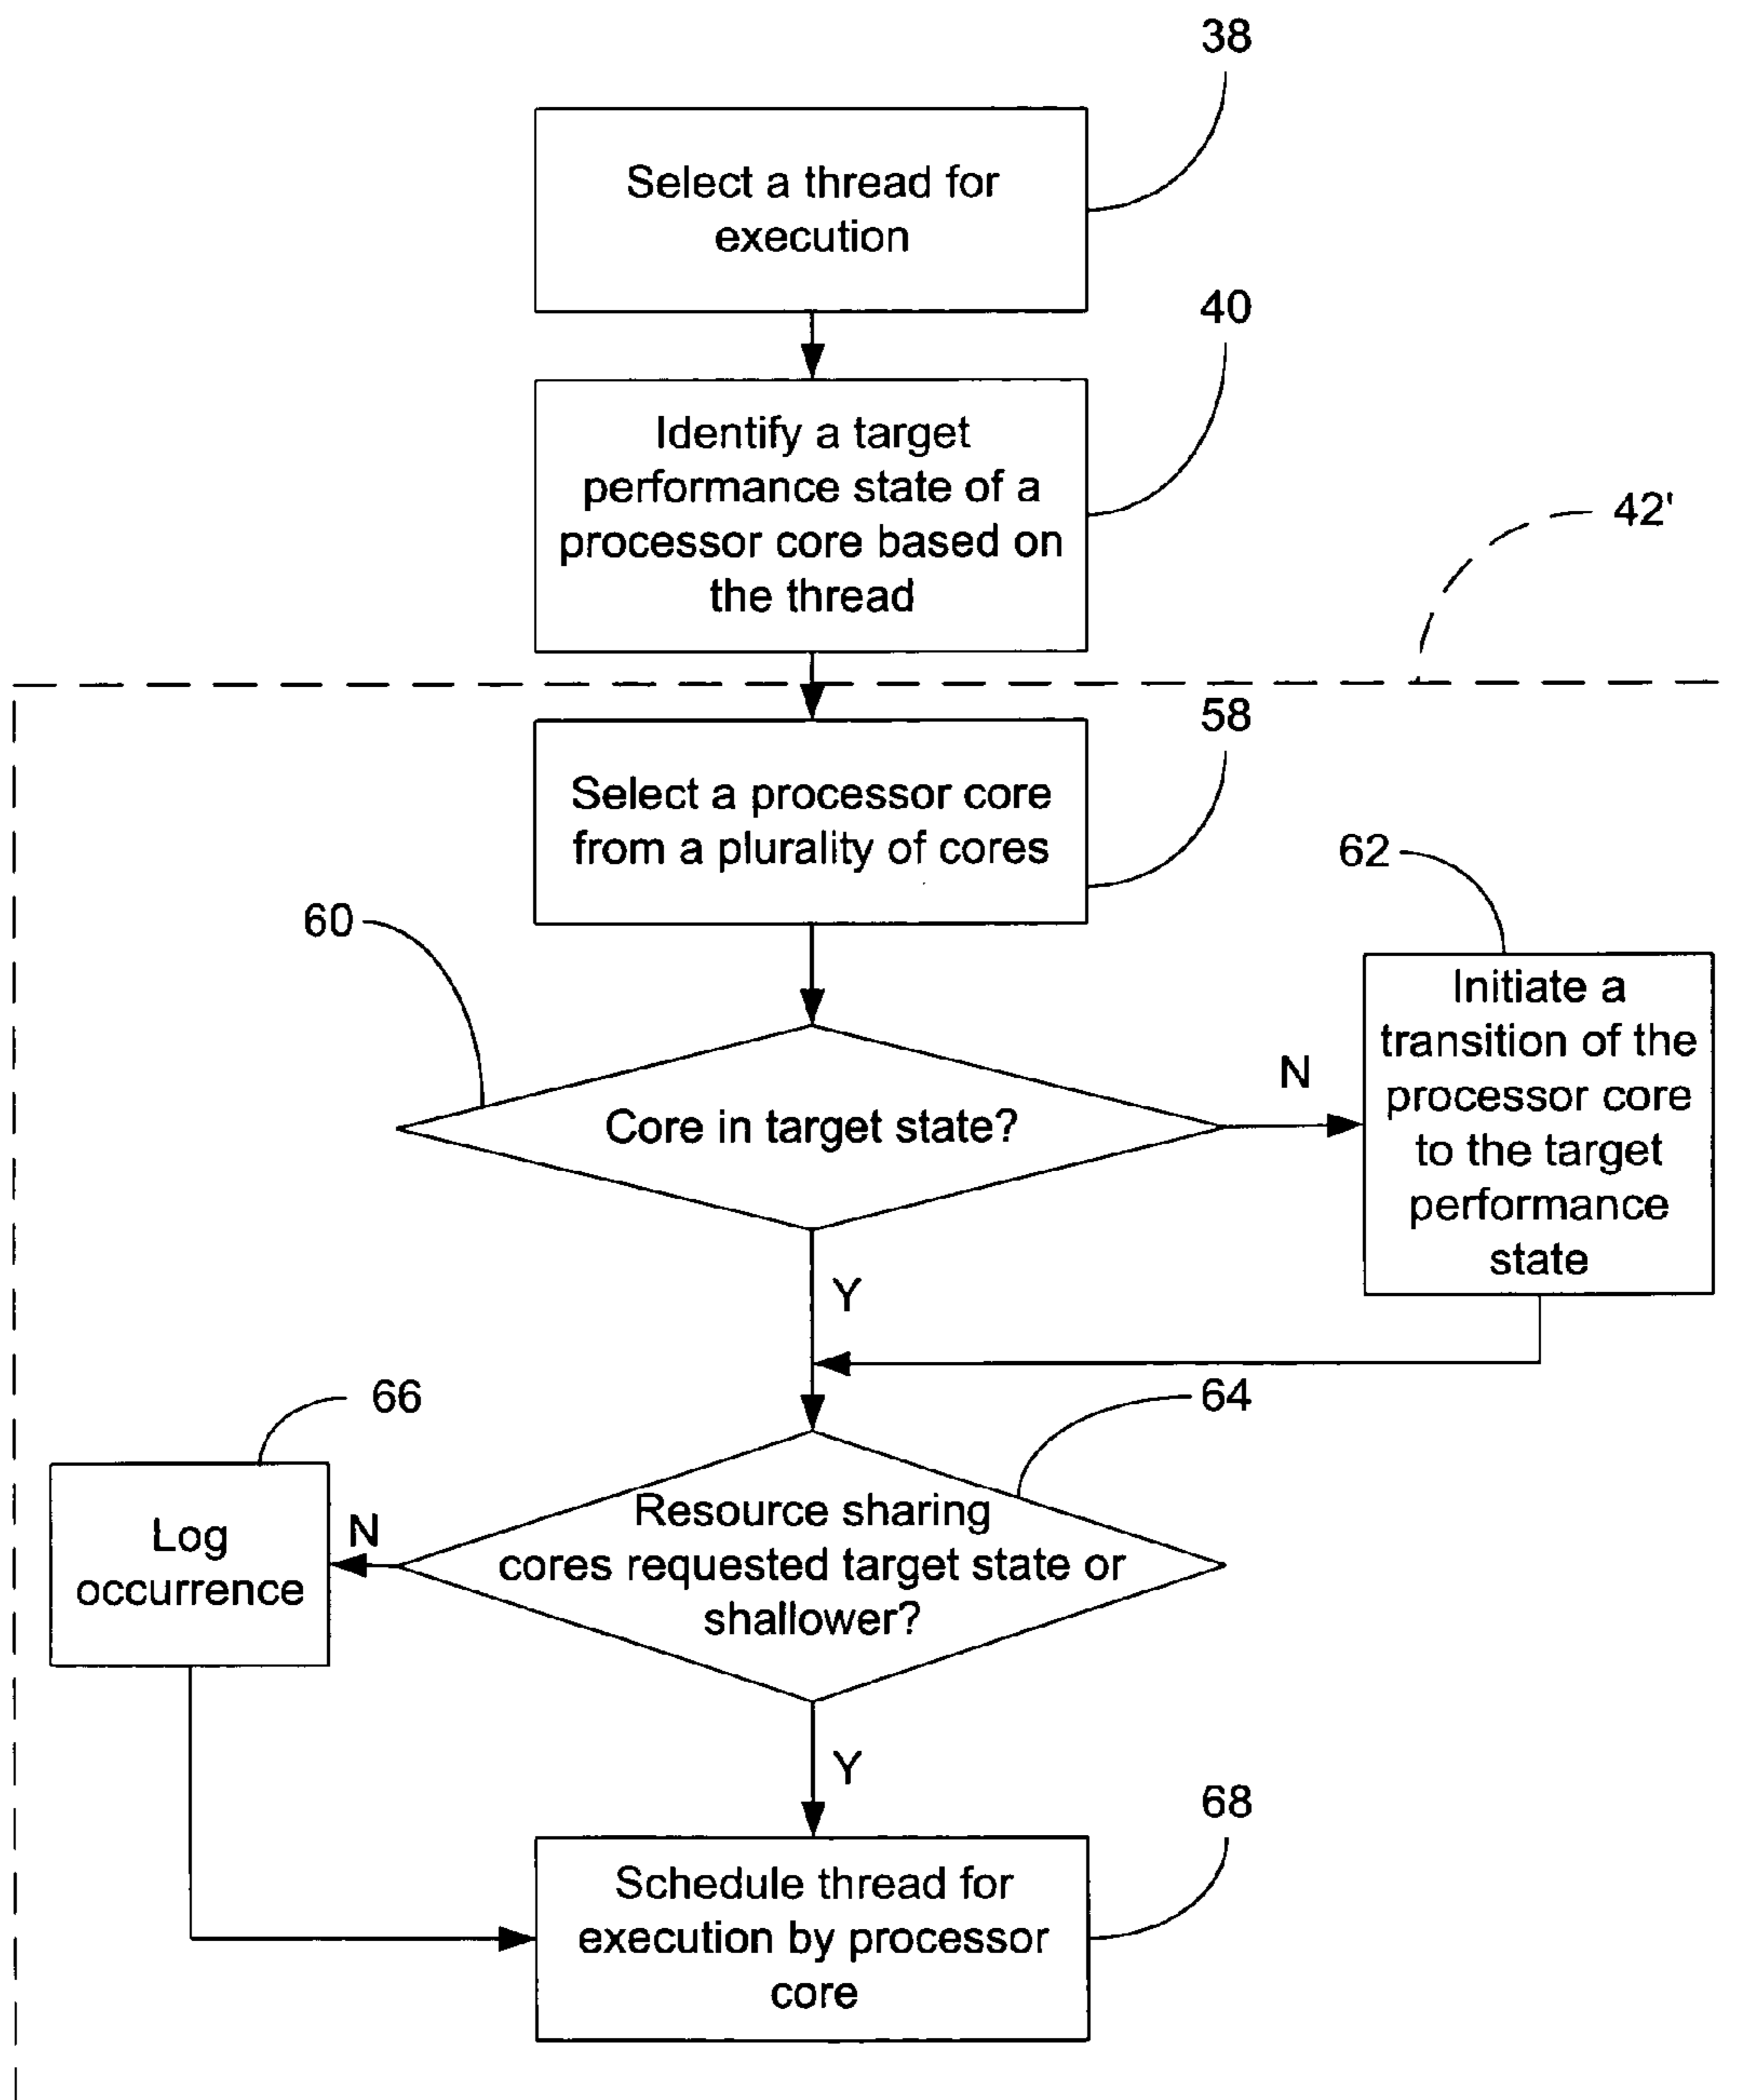 38
Select a thread for
execution
40
Identify a target
performance state of a
processor core based on
the thread
42'
58
Select a processor core
from a plurality of cores
62
60
Initiate a
transition of the
processor core
to the target
performance
state
N
Core in target state?
Y
66
64
Log
occurrence
N
Resource sharing
cores requested target state or
shallower?
Y
68
Schedule thread for
execution by processor
core